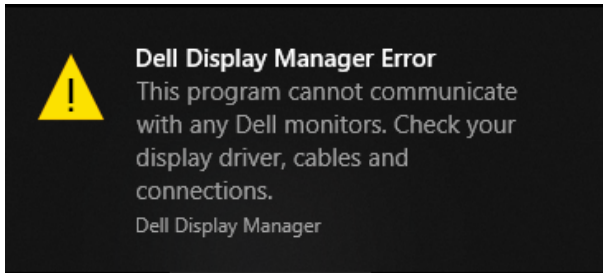 Dell Display Manager Error
This program cannot communicate
with any Dell monitors. Check your
display driver, cables and
connections.
Dell Display Manager